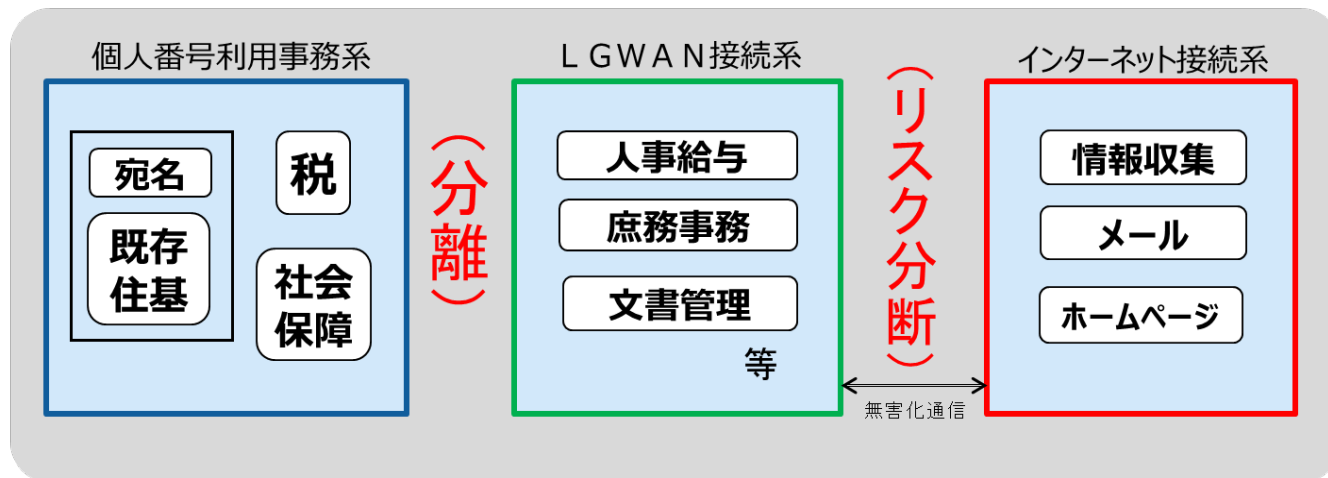 個人番号利用事務系
宛名
既存
住基
税
社会
保障
（分離）
ＬＧＷＡＮ接続系
人事給与
庶務事務
文書管理
等
（リスク分断）
無害化通信
インターネット接続系
情報収集
メール
ホームページ